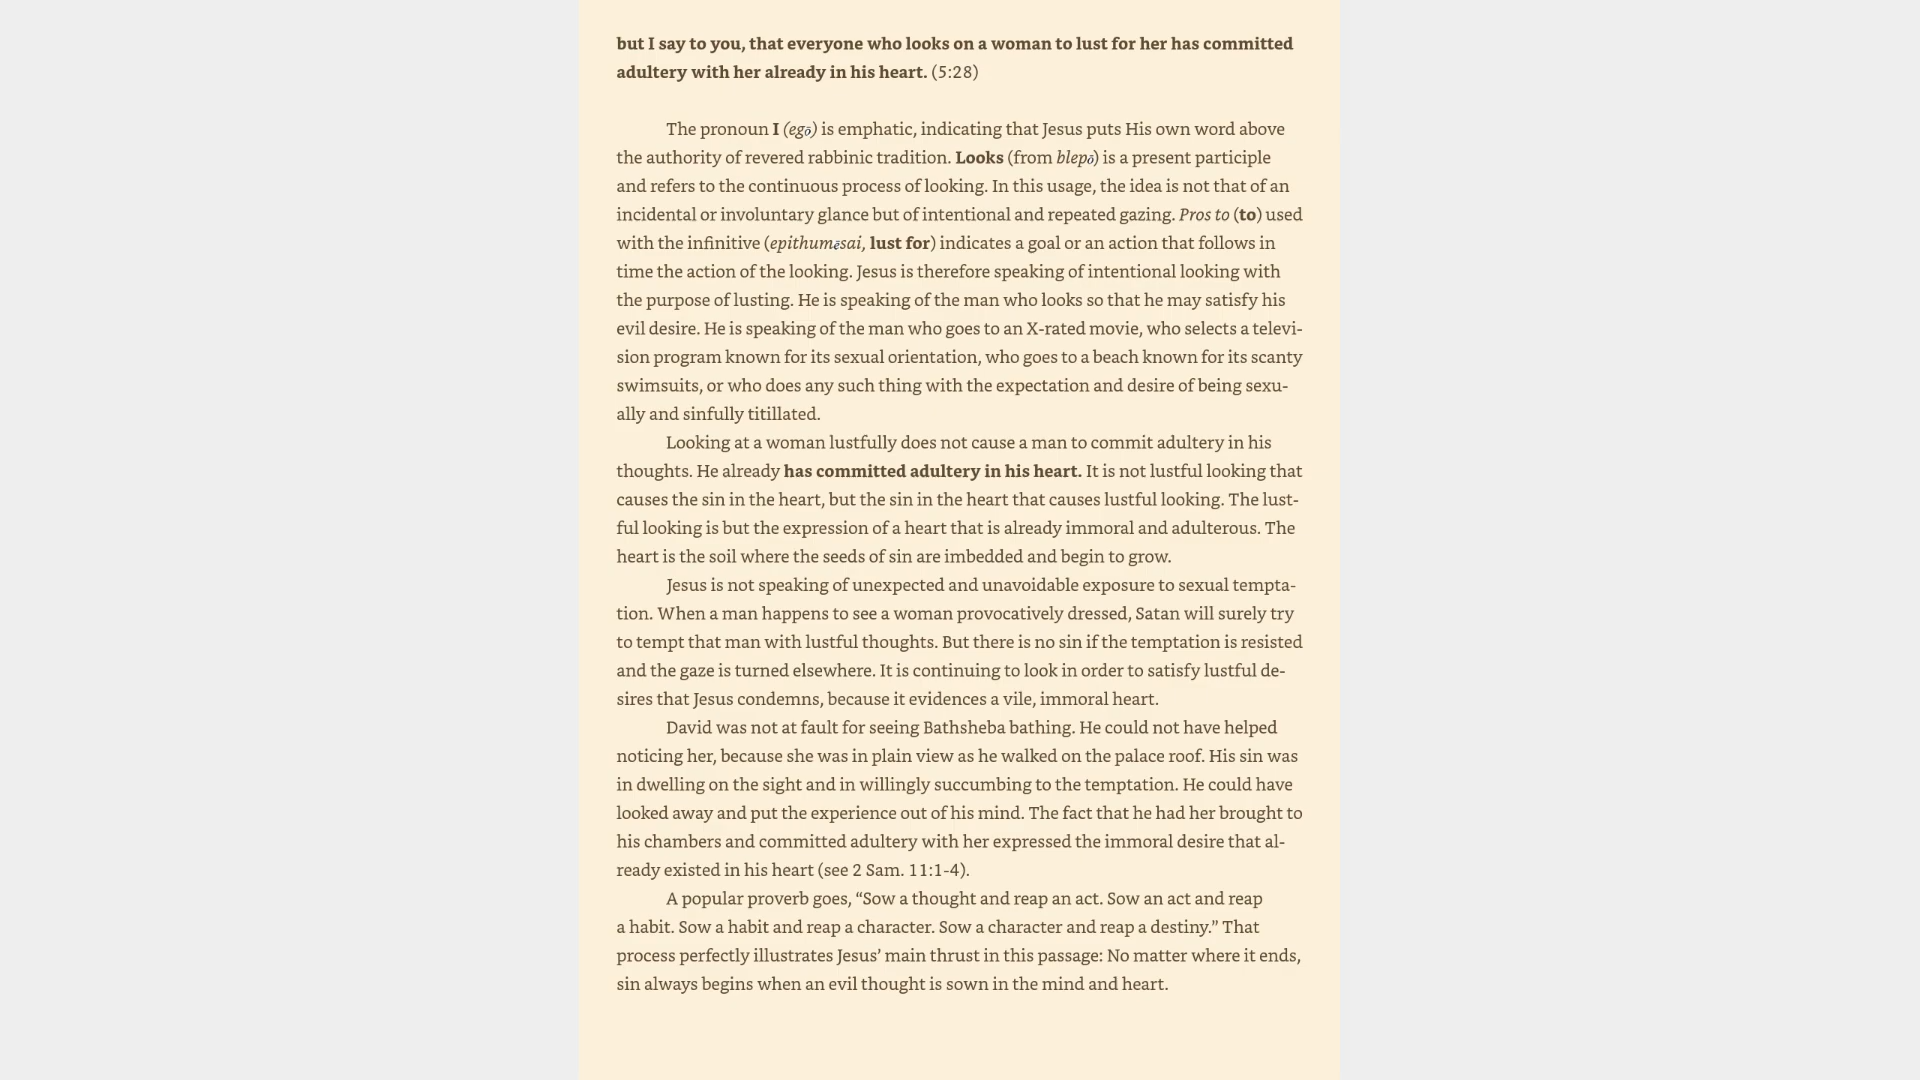 but I say to you, that everyone who looks on a woman to lust for her has committed
adultery with her already in his heart. (5:28)
The pronoun I (egō) is emphatic, indicating that Jesus puts His own word above
the authority of revered rabbinic tradition. Looks (from blepō) is a present participle
and refers to the continuous process of looking. In this usage, the idea is not that of an
incidental or involuntary glance but of intentional and repeated gazing. Pros to (to) used
with the infinitive (epithumēsai, lust for) indicates a goal or an action that follows in
time the action of the looking. Jesus is therefore speaking of intentional looking with
the purpose of lusting. He is speaking of the man who looks so that he may satisfy his
evil desire. He is speaking of the man who goes to an X-rated movie, who selects a televi-
sion program known for its sexual orientation, who goes to a beach known for its scanty
swimsuits, or who does any such thing with the expectation and desire of being sexu-
ally and sinfully titillated.
Looking at a woman lustfully does not cause a man to commit adultery in his
thoughts. He already has committed adultery in his heart. It is not lustful looking that
causes the sin in the heart, but the sin in the heart that causes lustful looking. The lust-
ful looking is but the expression of a heart that is already immoral and adulterous. The
heart is the soil where the seeds of sin are imbedded and begin to grow.
Jesus is not speaking of unexpected and unavoidable exposure to sexual tempta-
tion. When a man happens to see a woman provocatively dressed, Satan will surely try
to tempt that man with lustful thoughts. But there is no sin if the temptation is resisted
and the gaze is turned elsewhere. It is continuing to look in order to satisfy lustful de-
sires that Jesus condemns, because it evidences a vile, immoral heart.
David was not at fault for seeing Bathsheba bathing. He could not have helped
noticing her, because she was in plain view as he walked on the palace roof. His sin was
in dwelling on the sight and in willingly succumbing to the temptation. He could have
looked away and put the experience out of his mind. The fact that he had her brought to
his chambers and committed adultery with her expressed the immoral desire that al-
ready existed in his heart (see 2 Sam. 11:1-4).
A popular proverb goes, “Sow a thought and reap an act. Sow an act and reap
a habit. Sow a habit and reap a character. Sow a character and reap a destiny.” That
process perfectly illustrates Jesus’ main thrust in this passage: No matter where it ends,
sin always begins when an evil thought is sown in the mind and heart.